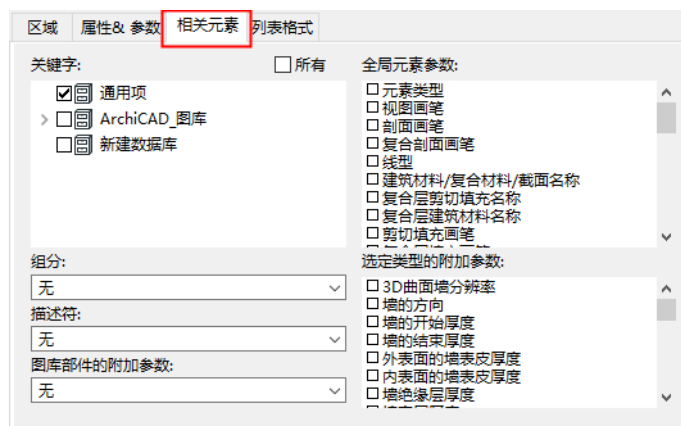 区域 属性& 参数 相关元素 列表格式
关键字: 所有
通用项
ArchiCAD_图库
新建数据库
组分:
无
描述符:
无
图库部件的附加参数:
无
全局元素参数:
元素类型
视图画笔
剖面画笔
复合剖面画笔
线型
建筑材料/复合材料/截面名称
复合层剪切填充名称
复合层建筑材料名称
剪切填充画笔
选定类型的附加参数:
3D曲面墙分辨率
墙的方向
墙的开始厚度
墙的结束厚度
外表面的墙表皮厚度
内表面的墙表皮厚度
墙绝缘层厚度